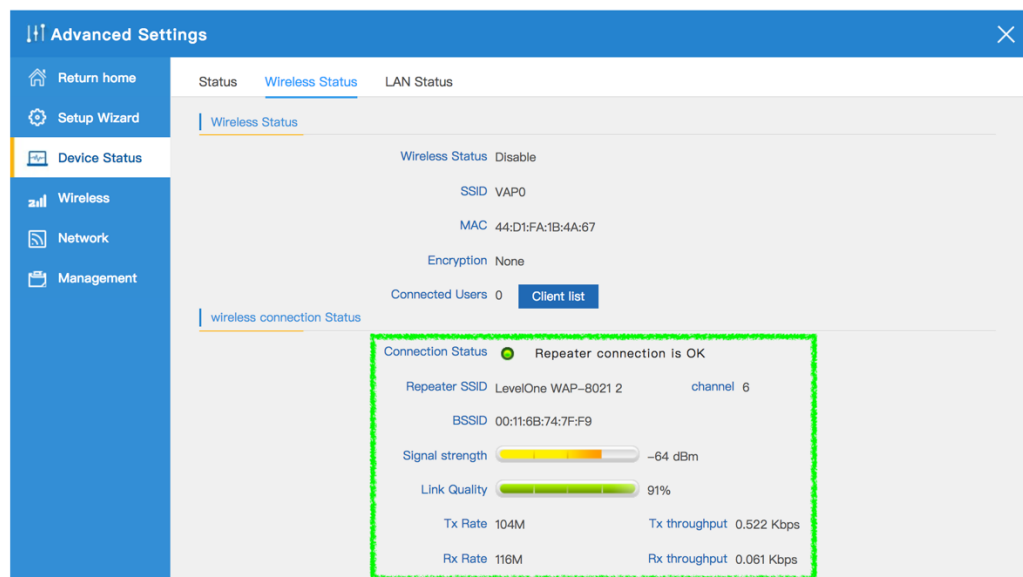 Advanced Settings
Return home
Setup Wizard
Device Status
Wireless
Network
Management
Status Wireless Status LAN Status
Wireless Status
Wireless Status Disable
SSID VAP0
MAC 44:D1:FA:1B:4A:67
Encryption None
Connected Users 0 Client list
wireless connection Status
Connection Status Repeater connection is OK
Repeater SSID LevelOne WAP-8021 2 channel 6
BSSID 00:11:6B:74:7F:F9
Signal strength -64 dBm
Link Quality 91%
Tx Rate 104M Tx throughput 0.522 Kbps
Rx Rate 116M Rx throughput 0.061 Kbps